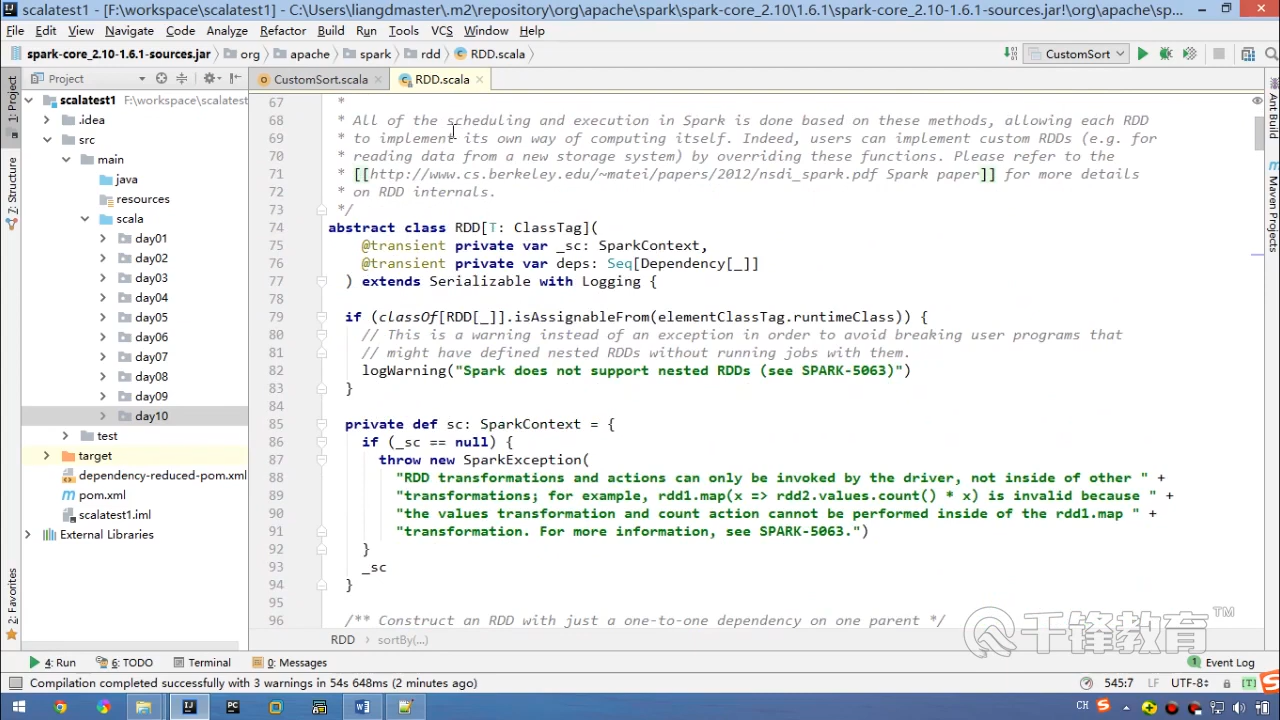 scalatest1 - [F:\workspace\scalatest1] - C:\Users\liangdmaster\.m2\repository\org\apache\spark\spark-core_2.10\1.6.1\spark-core_2.10-1.6.1-sources.jar!\org\apache\sp...
File Edit View Navigate Code Analyze Refactor Build Run Tools VCS Window Help
spark-core_2.10-1.6.1-sources.jar org apache spark rdd RDD.scala CustomSort
Project CustomSort.scala RDD.scala
1: Project
7: Structure
2: Favorites
Ant Build
Maven Projects
scalatest1 F:\workspace\scalatest
.idea
src
main
java
resources
scala
day01
day02
day03
day04
day05
day06
day07
day08
day09
day10
test
target
dependency-reduced-pom.xml
pom.xml
scalatest1.iml
External Libraries
67 *
68 * All of the scheduling and execution in Spark is done based on these methods, allowing each RDD
69 * to implement its own way of computing itself. Indeed, users can implement custom RDDs (e.g. for
70 * reading data from a new storage system) by overriding these functions. Please refer to the
71 * [[http://www.cs.berkeley.edu/~matei/papers/2012/nsdi_spark.pdf Spark paper]] for more details
72 * on RDD internals.
73 */
74 abstract class RDD[T: ClassTag](
75 @transient private var _sc: SparkContext,
76 @transient private var deps: Seq[Dependency[_]]
77 ) extends Serializable with Logging {
78
79 if (classOf[RDD[_]].isAssignableFrom(elementClassTag.runtimeClass)) {
80 // This is a warning instead of an exception in order to avoid breaking user programs that
81 // might have defined nested RDDs without running jobs with them.
82 logWarning("Spark does not support nested RDDs (see SPARK-5063)")
83 }
84
85 private def sc: SparkContext = {
86 if (_sc == null) {
87 throw new SparkException(
88 "RDD transformations and actions can only be invoked by the driver, not inside of other " +
89 "transformations; for example, rdd1.map(x => rdd2.values.count() * x) is invalid because " +
90 "the values transformation and count action cannot be performed inside of the rdd1.map " +
91 "transformation. For more information, see SPARK-5063.")
92 }
93 _sc
94 }
95
96 /** Construct an RDD with just a one-to-one dependency on one parent */
RDD sortBy(...)
千锋教育™
4: Run 6: TODO Terminal 0: Messages 1 Event Log
Compilation completed successfully with 3 warnings in 54s 648ms (2 minutes ago) 545:7 LF UTF-8 [T]
CH